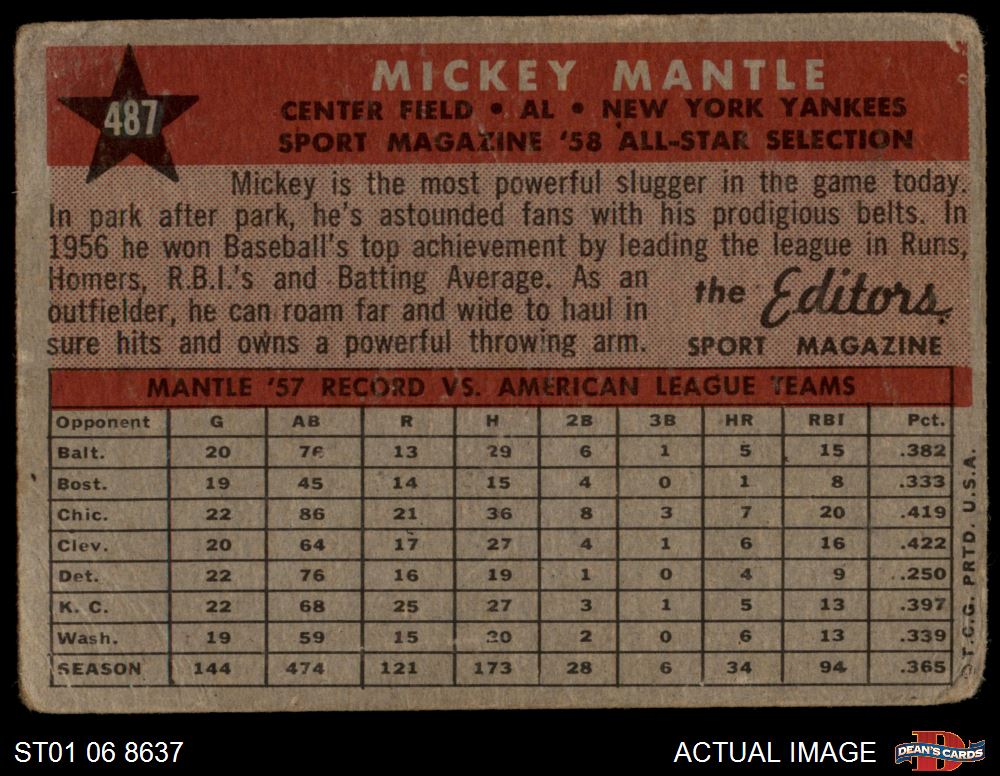 487
MICKEY MANTLE
CENTER FIELD • AL • NEW YORK YANKEES
SPORT MAGAZINE '58 ALL-STAR SELECTION
Mickey is the most powerful slugger in the game today.
In park after park, he's astounded fans with his prodigious belts. In
1956 he won Baseball's top achievement by leading the league in Runs,
Homers, R.B.I.'s and Batting Average. As an
outfielder, he can roam far and wide to haul in
sure hits and owns a powerful throwing arm.
the Editors
SPORT MAGAZINE
MANTLE '57 RECORD VS. AMERICAN LEAGUE TEAMS
Opponent G AB R H 2B 3B HR RBI Pct.
Balt. 20 76 13 29 6 1 5 15 .382
Bost. 19 45 14 15 4 0 1 8 .333
Chic. 22 86 21 36 8 3 7 20 .419
Clev. 20 64 17 27 4 1 6 16 .422
Det. 22 76 16 19 1 0 4 9 .250
K. C. 22 68 25 27 3 1 5 13 .397
Wash. 19 59 15 20 2 0 6 13 .339
SEASON 144 474 121 173 28 6 34 94 .365
© T.C.G. PRTD. U.S.A.
ST01 06 8637
ACTUAL IMAGE
DEAN'S CARDS